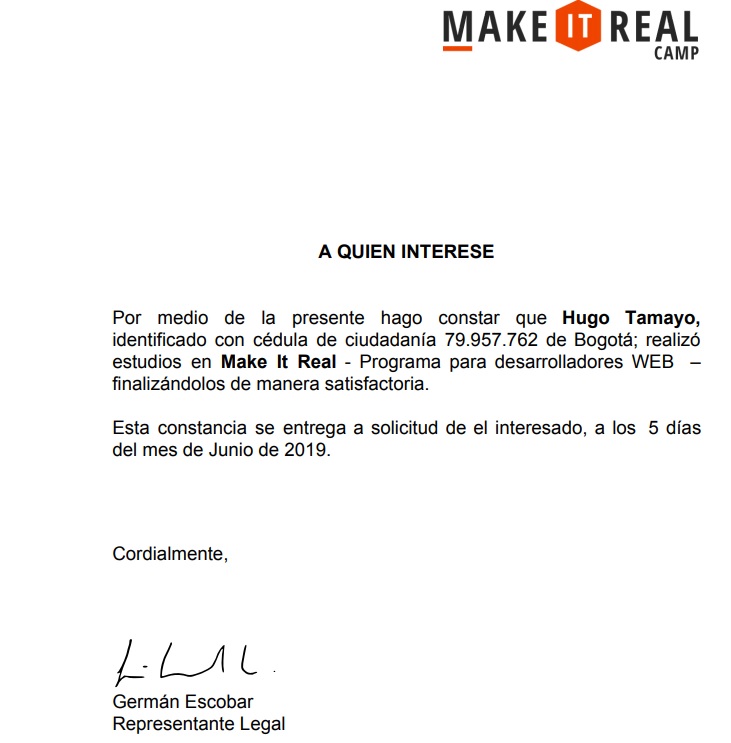 MAKE IT REAL
CAMP
A QUIEN INTERESE
Por medio de la presente hago constar que Hugo Tamayo,
identificado con cédula de ciudadanía 79.957.762 de Bogotá; realizó
estudios en Make It Real - Programa para desarrolladores WEB –
finalizándolos de manera satisfactoria.
Esta constancia se entrega a solicitud de el interesado, a los 5 días
del mes de Junio de 2019.
Cordialmente,
Germán Escobar
Representante Legal